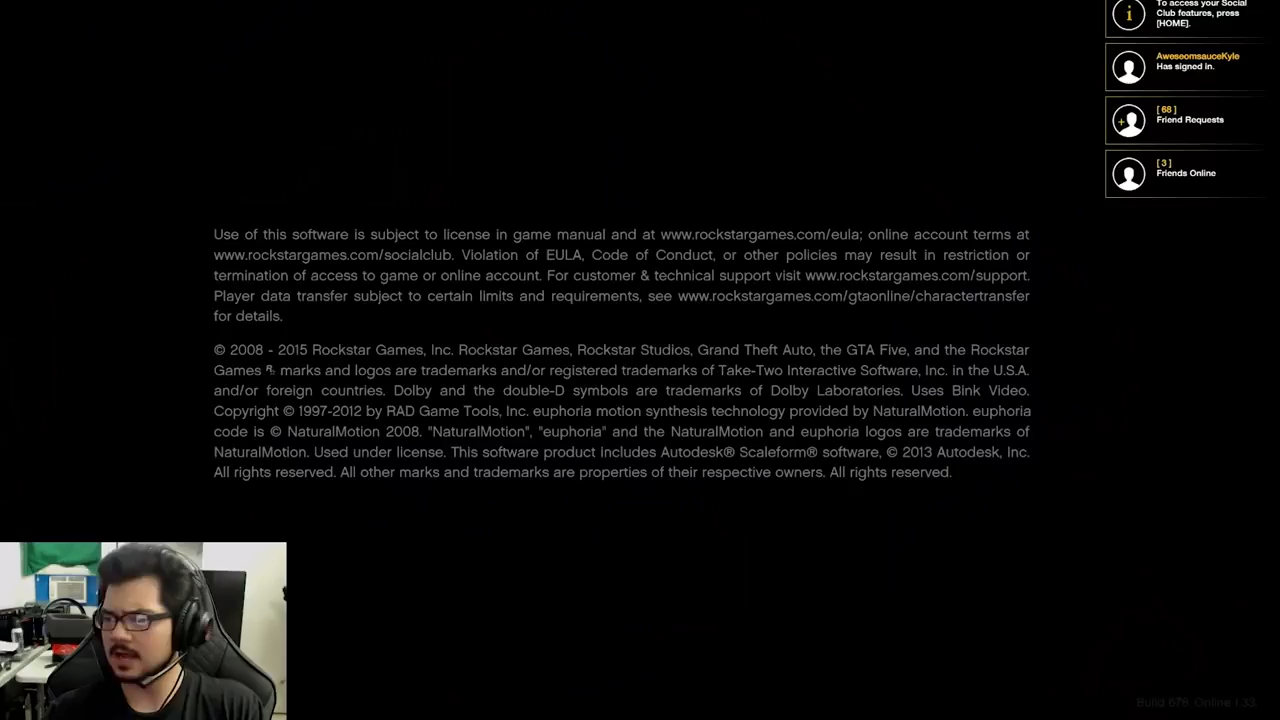 To access your Social
Club features, press
[HOME].
AweseomsauceKyle
Has signed in.
[ 68 ]
Friend Requests
[ 3 ]
Friends Online
Use of this software is subject to license in game manual and at www.rockstargames.com/eula; online account terms at
www.rockstargames.com/socialclub. Violation of EULA, Code of Conduct, or other policies may result in restriction or
termination of access to game or online account. For customer & technical support visit www.rockstargames.com/support.
Player data transfer subject to certain limits and requirements, see www.rockstargames.com/gtaonline/charactertransfer
for details.
© 2008 - 2015 Rockstar Games, Inc. Rockstar Games, Rockstar Studios, Grand Theft Auto, the GTA Five, and the Rockstar
Games marks and logos are trademarks and/or registered trademarks of Take-Two Interactive Software, Inc. in the U.S.A.
and/or foreign countries. Dolby and the double-D symbols are trademarks of Dolby Laboratories. Uses Bink Video.
Copyright © 1997-2012 by RAD Game Tools, Inc. euphoria motion synthesis technology provided by NaturalMotion. euphoria
code is © NaturalMotion 2008. "NaturalMotion", "euphoria" and the NaturalMotion and euphoria logos are trademarks of
NaturalMotion. Used under license. This software product includes Autodesk® Scaleform® software, © 2013 Autodesk, Inc.
All rights reserved. All other marks and trademarks are properties of their respective owners. All rights reserved.
Build 678, Online 1.33,